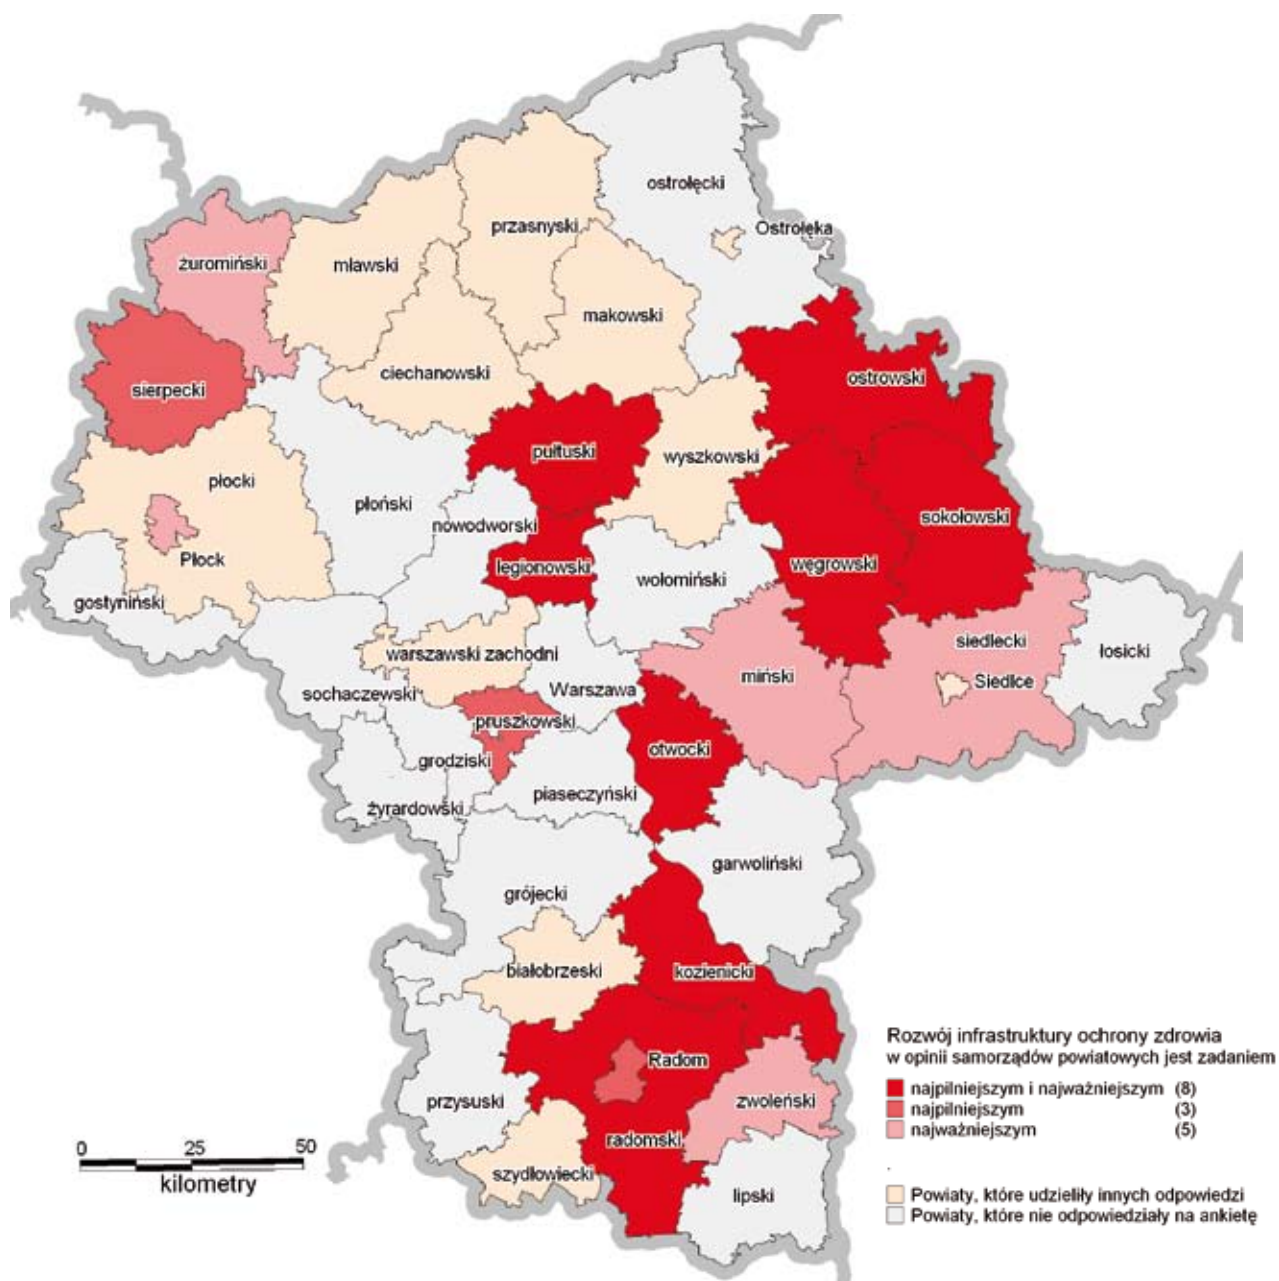 ostrołęcki
Ostrołęka
przasnyski
żuromiński
mławski
makowski
ciechanowski
ostrowski
sierpecki
pułtuski
wyszkowski
płocki
płoński
sokołowski
nowodworski
Płock
legionowski
wołomiński
węgrowski
gostyniński
siedlecki
łosicki
warszawski zachodni
miński
Siedlce
sochaczewski
Warszawa
pruszkowski
otwocki
grodziski
piaseczyński
żyrardowski
garwoliński
grójecki
białobrzeski
kozienicki
Radom
przysuski
zwoleński
radomski
szydłowiecki
lipski
0 25 50
kilometry
Rozwój infrastruktury ochrony zdrowia
w opinii samorządów powiatowych jest zadaniem
najpilniejszym i najważniejszym (8)
najpilniejszym (3)
najważniejszym (5)
Powiaty, które udzieliły innych odpowiedzi
Powiaty, które nie odpowiedziały na ankietę